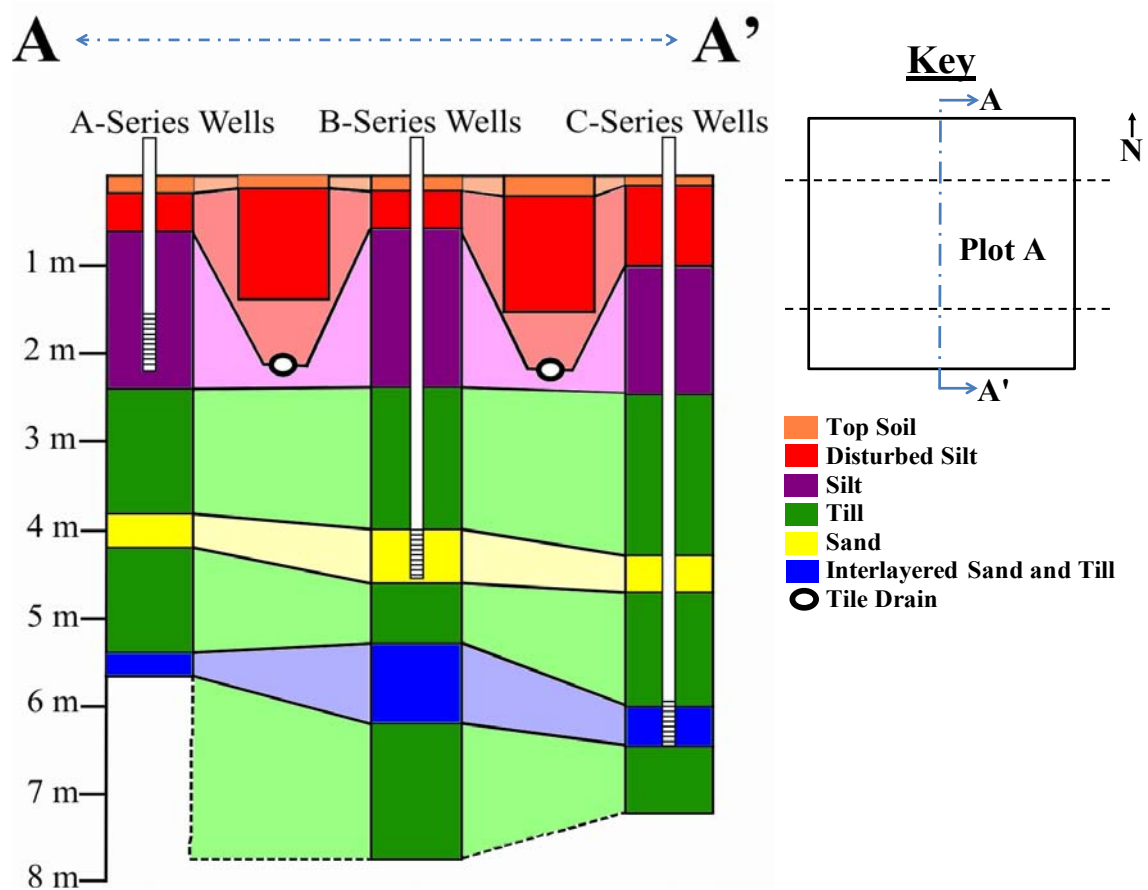 A A’
A-Series Wells B-Series Wells C-Series Wells
1 m
2 m
3 m
4 m
5 m
6 m
7 m
8 m
Key
A
N
Plot A
A'
Top Soil
Disturbed Silt
Silt
Till
Sand
Interlayered Sand and Till
Tile Drain